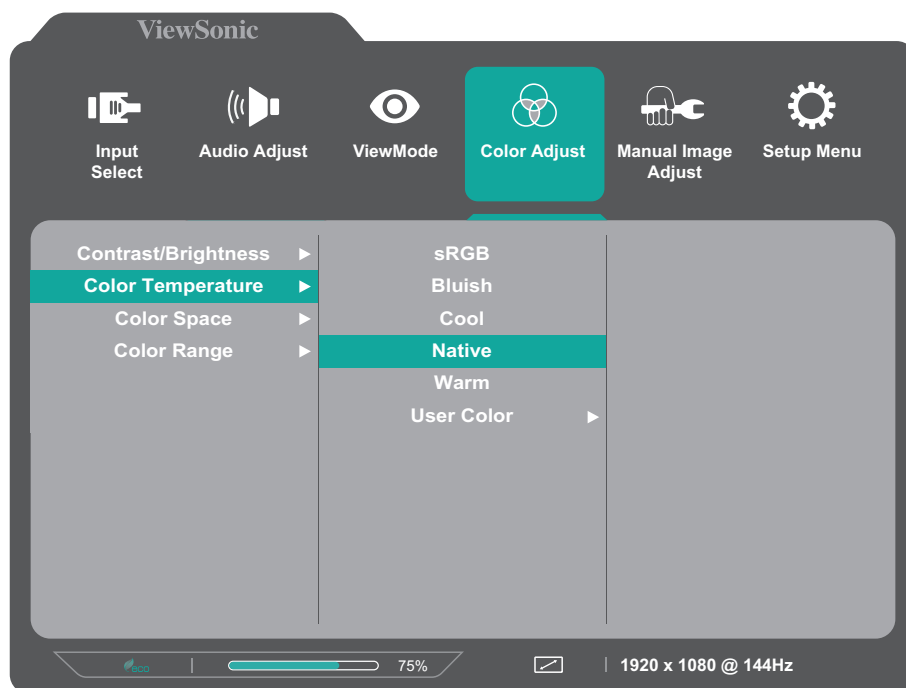 ViewSonic
Input
Select
Audio Adjust
ViewMode
Color Adjust
Manual Image
Adjust
Setup Menu
Contrast/Brightness
Color Temperature
Color Space
Color Range
sRGB
Bluish
Cool
Native
Warm
User Color
eco
75%
1920 x 1080 @ 144Hz